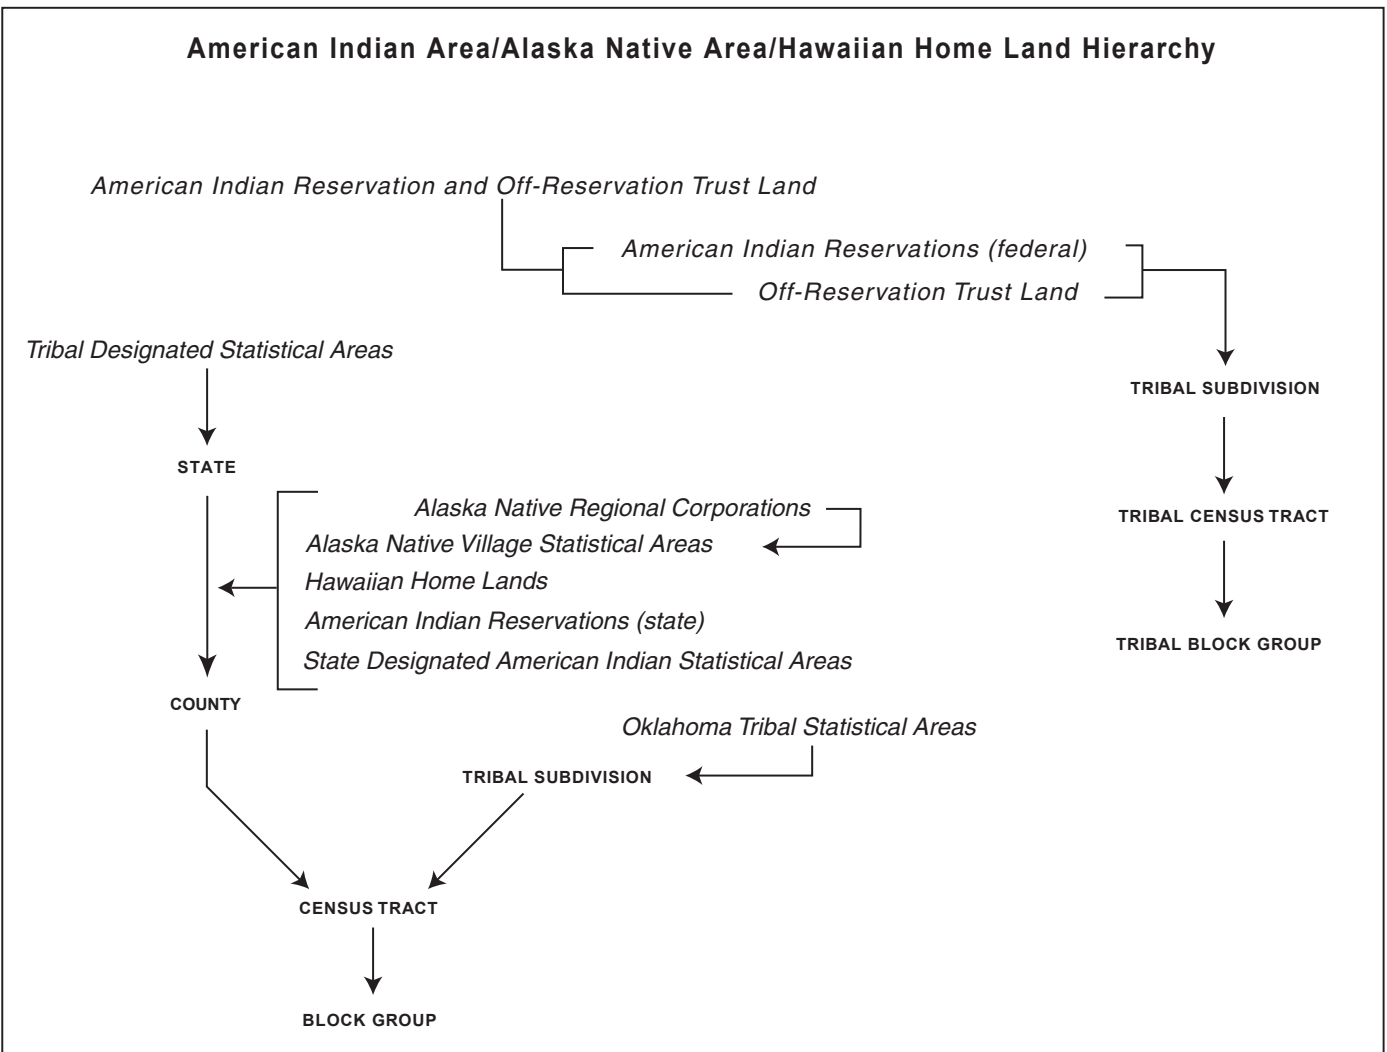 American Indian Area/Alaska Native Area/Hawaiian Home Land Hierarchy
American Indian Reservation and Off-Reservation Trust Land
American Indian Reservations (federal)
Off-Reservation Trust Land
Tribal Designated Statistical Areas
TRIBAL SUBDIVISION
STATE
Alaska Native Regional Corporations
TRIBAL CENSUS TRACT
Alaska Native Village Statistical Areas
Hawaiian Home Lands
American Indian Reservations (state)
TRIBAL BLOCK GROUP
State Designated American Indian Statistical Areas
COUNTY
Oklahoma Tribal Statistical Areas
TRIBAL SUBDIVISION
CENSUS TRACT
BLOCK GROUP